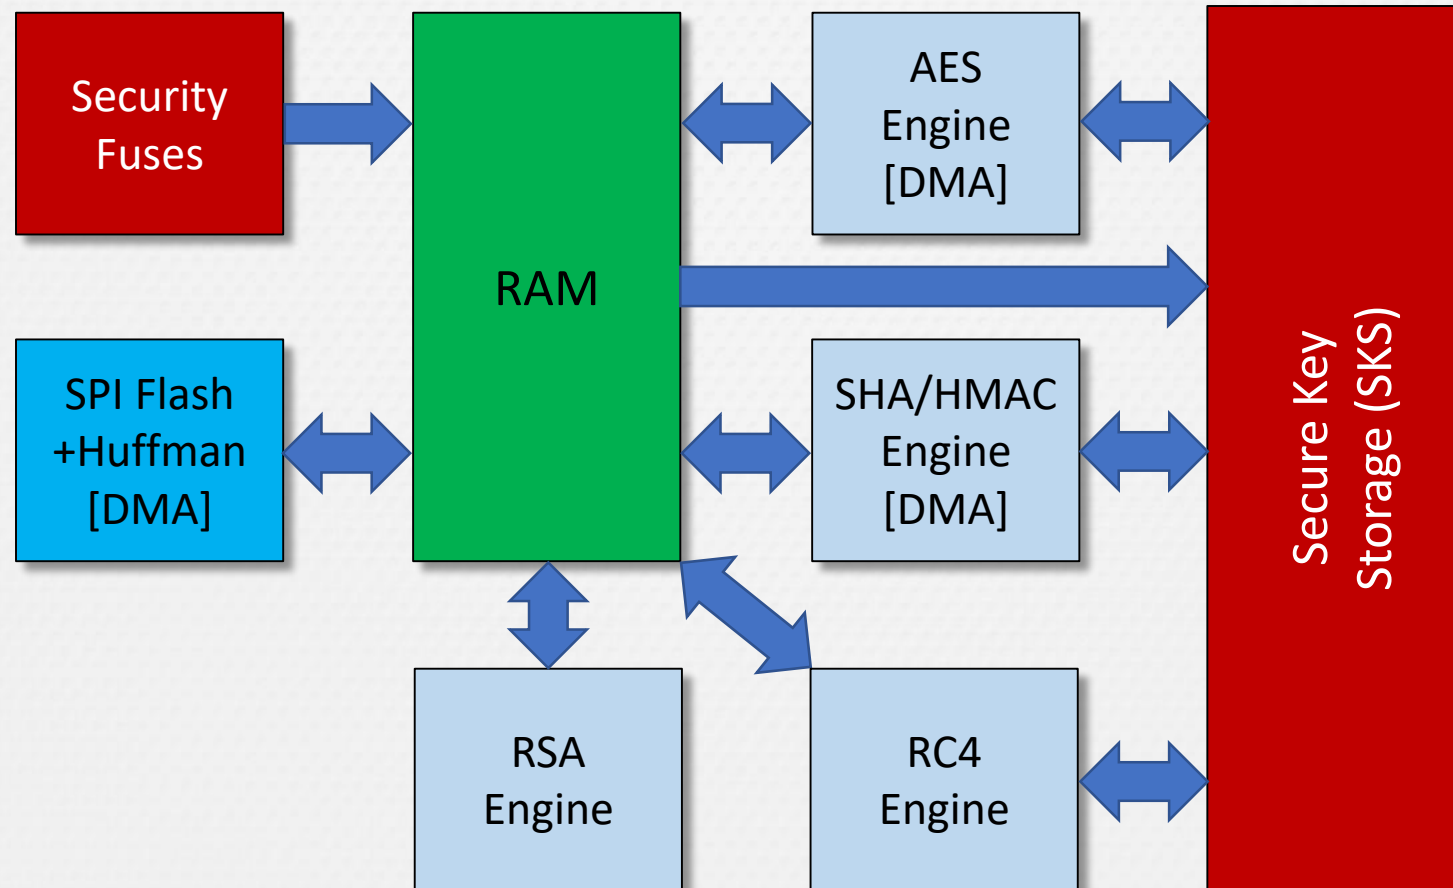 Security
Fuses
RAM
AES
Engine
[DMA]
SPI Flash
+Huffman
[DMA]
SHA/HMAC
Engine
[DMA]
Secure Key
Storage (SKS)
RSA
Engine
RC4
Engine